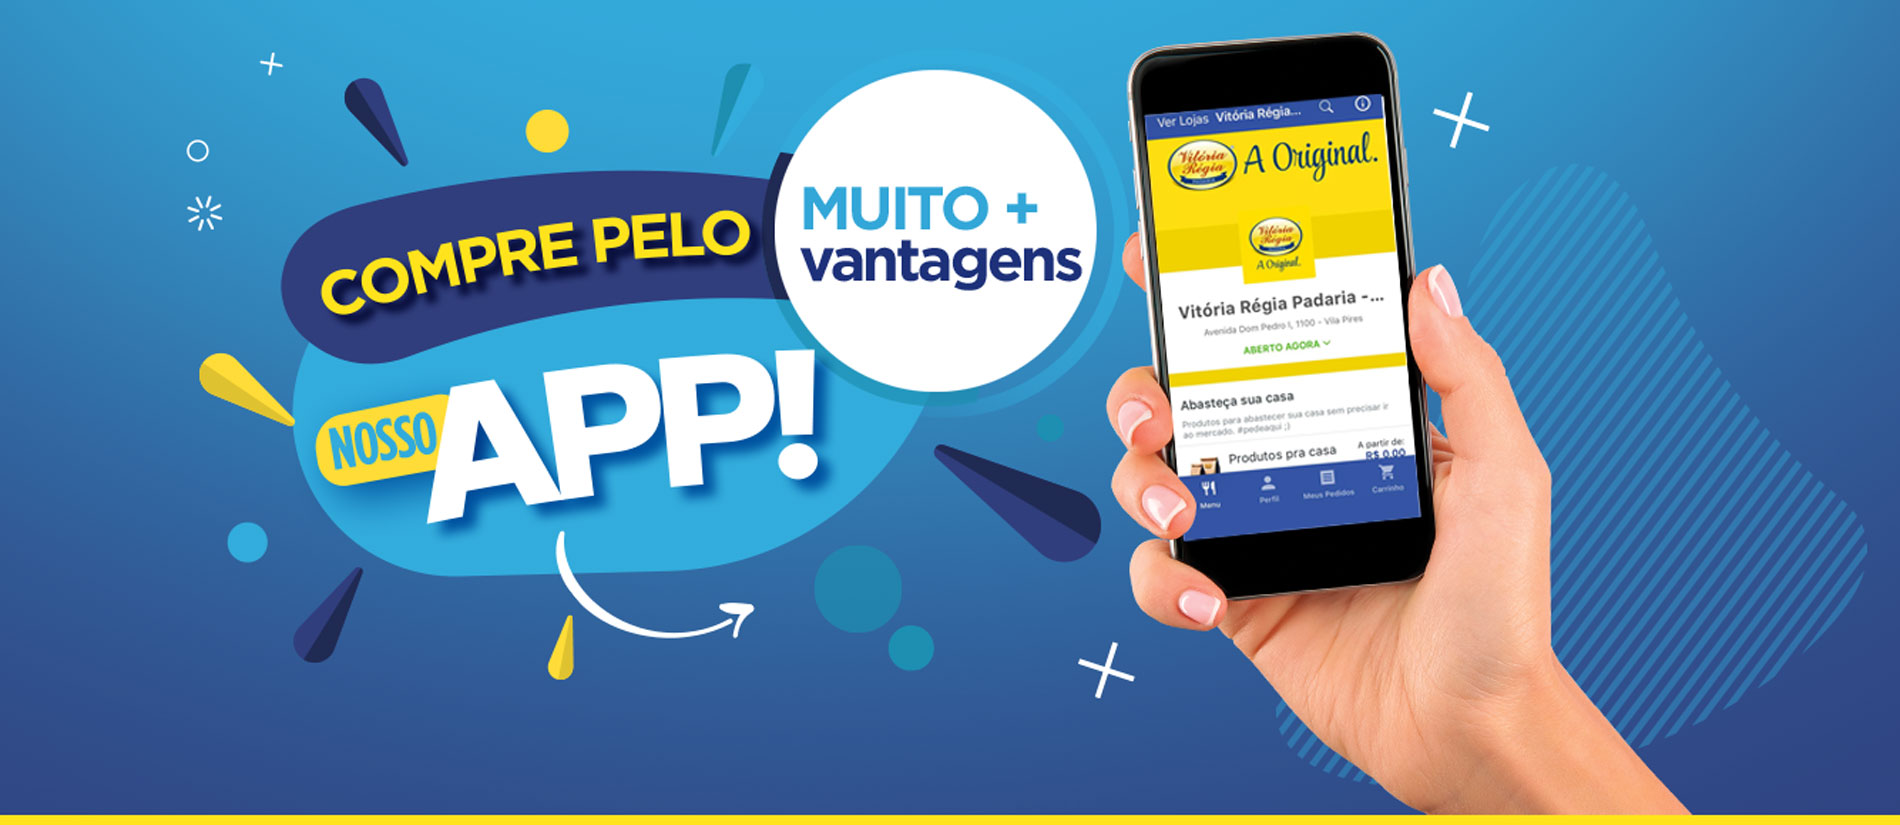 COMPRE PELO
NOSSO
APP!
MUITO +
vantagens
Ver Lojas Vitória Régia...
Vitória
Régia
A Original.
Vitória
Régia
A Original.
Vitória Régia Padaria -...
Avenida Dom Pedro I, 1100 - Vila Pires
ABERTO AGORA
Abasteça sua casa
Produtos para abastecer sua casa sem precisar ir
ao mercado. #pedeaqui ;)
Produtos pra casa
A partir de:
R$ 0,00
Menu
Perfil
Meus Pedidos
Carrinho